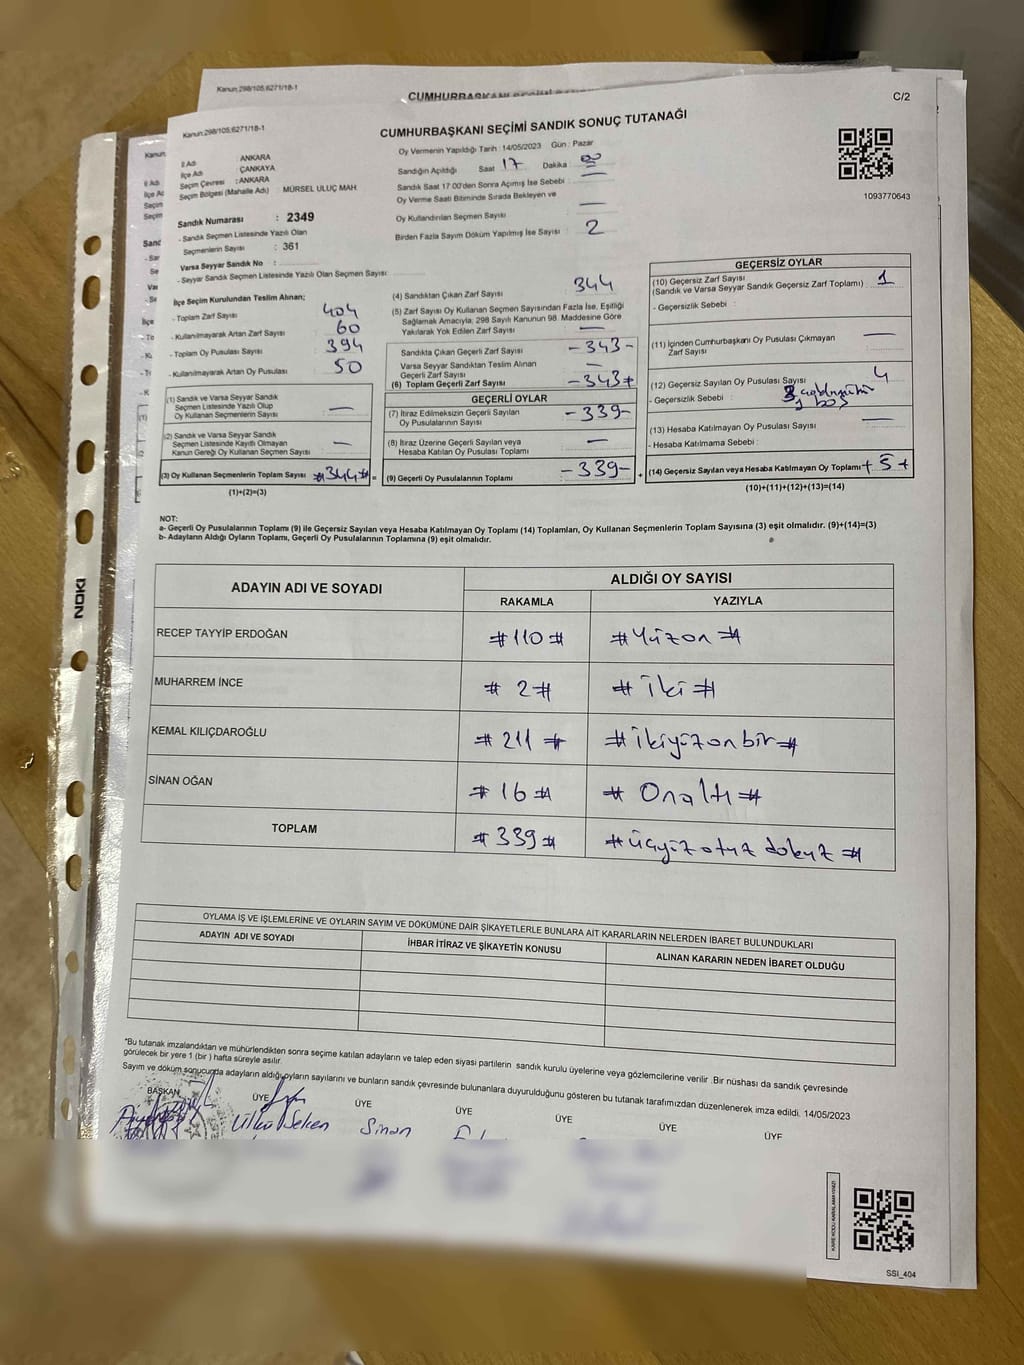 Kanun:298/105,6271/18-1
CUMHURBAŞKANI SEÇİMİ
C/2
Kanun:298/105,6271/18-1
CUMHURBAŞKANI SEÇİMİ SANDIK SONUÇ TUTANAĞI
İl Adı : ANKARA
İlçe Adı : ÇANKAYA
Seçim Çevresi : ANKARA
Seçim Bölgesi (Mahalle Adı) MÜRSEL ULUÇ MAH
Oy Vermenin Yapıldığı Tarih : 14/05/2023 Gün : Pazar
Sandığın Açıldığı Saat 17 Dakika 00
Sandık Saat 17:00'den Sonra Açımış İse Sebebi :
Oy Verme Saati Bitiminde Sırada Bekleyen ve
Oy Kullandırılan Seçmen Sayısı —
Birden Fazla Sayım Döküm Yapılmış İse Sayısı 2
1093770643
Sandık Numarası : 2349
- Sandık Seçmen Listesinde Yazılı Olan
Seçmenlerin Sayısı : 361
Varsa Seyyar Sandık No :
- Seyyar Sandık Seçmen Listesinde Yazılı Olan Seçmen Sayısı:
İlçe Seçim Kurulundan Teslim Alınan;
- Toplam Zarf Sayısı : 404
- Kullanılmayarak Artan Zarf Sayısı : 60
- Toplam Oy Pusulası Sayısı : 394
- Kullanılmayarak Artan Oy Pusulası : 50
(1) Sandık ve Varsa Seyyar Sandık
Seçmen Listesinde Yazılı Olup
Oy Kullanan Seçmenlerin Sayısı —
(2) Sandık ve Varsa Seyyar Sandık
Seçmen Listesinde Kayıtlı Olmayan
Kanun Gereği Oy Kullanan Seçmen Sayısı —
(3) Oy Kullanan Seçmenlerin Toplam Sayısı #344# =
(1)+(2)=(3)
(4) Sandıktan Çıkan Zarf Sayısı 344
(5) Zarf Sayısı Oy Kullanan Seçmen Sayısından Fazla İse, Eşitliği
Sağlamak Amacıyla; 298 Sayılı Kanunun 98. Maddesine Göre
Yakılarak Yok Edilen Zarf Sayısı —
Sandıkta Çıkan Geçerli Zarf Sayısı -343-
Varsa Seyyar Sandıktan Teslim Alınan
Geçerli Zarf Sayısı —
(6) Toplam Geçerli Zarf Sayısı -343+
GEÇERLİ OYLAR
(7) İtiraz Edilmeksizin Geçerli Sayılan
Oy Pusulalarının Sayısı -339-
(8) İtiraz Üzerine Geçerli Sayılan veya
Hesaba Katılan Oy Pusulası Toplamı —
(9) Geçerli Oy Pusulalarının Toplamı -339- +
GEÇERSİZ OYLAR
(10) Geçersiz Zarf Sayısı
(Sandık ve Varsa Seyyar Sandık Geçersiz Zarf Toplamı) 1
- Geçersizlik Sebebi :
(11) İçinden Cumhurbaşkanı Oy Pusulası Çıkmayan
Zarf Sayısı —
(12) Geçersiz Sayılan Oy Pusulası Sayısı 4
- Geçersizlik Sebebi : 3
1 boş
(13) Hesaba Katılmayan Oy Pusulası Sayısı —
- Hesaba Katılmama Sebebi :
(14) Geçersiz Sayılan veya Hesaba Katılmayan Oy Toplamı +5+
(10)+(11)+(12)+(13)=(14)
NOT:
a- Geçerli Oy Pusulalarının Toplamı (9) ile Geçersiz Sayılan veya Hesaba Katılmayan Oy Toplamı (14) Toplamları, Oy Kullanan Seçmenlerin Toplam Sayısına (3) eşit olmalıdır. (9)+(14)=(3)
b- Adayların Aldığı Oyların Toplamı, Geçerli Oy Pusulalarının Toplamına (9) eşit olmalıdır.
ADAYIN ADI VE SOYADI
ALDIĞI OY SAYISI
RAKAMLA YAZIYLA
RECEP TAYYİP ERDOĞAN #110# #Yüzon#
MUHARREM İNCE #2# #İki#
KEMAL KILIÇDAROĞLU #211# #ikiyüzonbir#
SİNAN OĞAN #16# #Onaltı#
TOPLAM #339# #üçyüzotuzdokuz#
OYLAMA İŞ VE İŞLEMLERİNE VE OYLARIN SAYIM VE DÖKÜMÜNE DAİR ŞİKAYETLERLE BUNLARA AİT KARARLARIN NELERDEN İBARET BULUNDUKLARI
ADAYIN ADI VE SOYADI İHBAR İTİRAZ VE ŞİKAYETİN KONUSU ALINAN KARARIN NEDEN İBARET OLDUĞU
*Bu tutanak imzalandıktan ve mühürlendikten sonra seçime katılan adayların ve talep eden siyasi partilerin sandık kurulu üyelerine veya gözlemcilerine verilir .Bir nüshası da sandık çevresinde
görülecek bir yere 1 (bir ) hafta süreyle asılır.
Sayım ve döküm sonucunda adayların aldığı oyların sayılarını ve bunların sandık çevresinde bulunanlara duyurulduğunu gösteren bu tutanak tarafımızdan düzenlenerek imza edildi. 14/05/2023
BAŞKAN ÜYE ÜYE ÜYE ÜYE ÜYE ÜYE
Ülkü Selen Sinan
NOKI
SSI_404